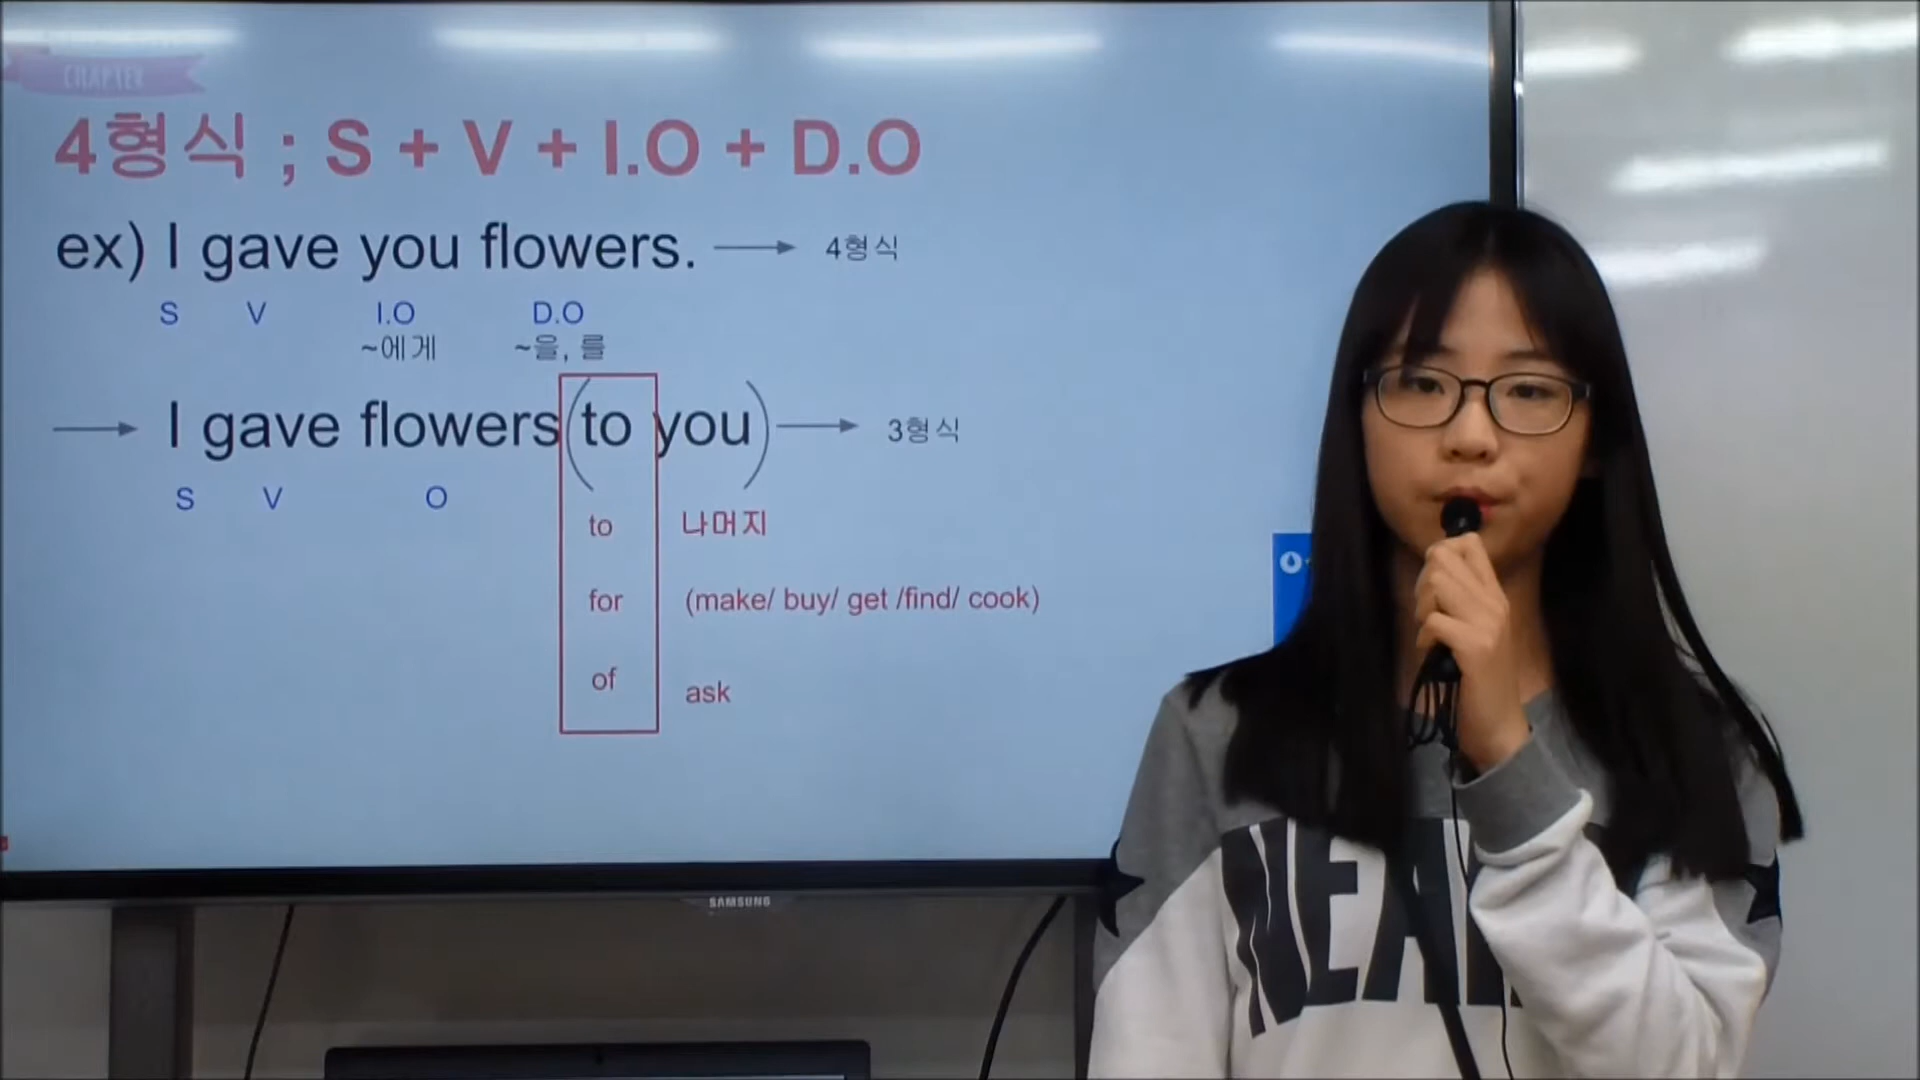 CHAPTER
4형식 ; S + V + I.O + D.O
ex) I gave you flowers. → 4형식
S V I.O D.O
~에게 ~을, 를
→ I gave flowers (to you) → 3형식
S V O
to 나머지
for (make/ buy/ get /find/ cook)
of ask
SAMSUNG